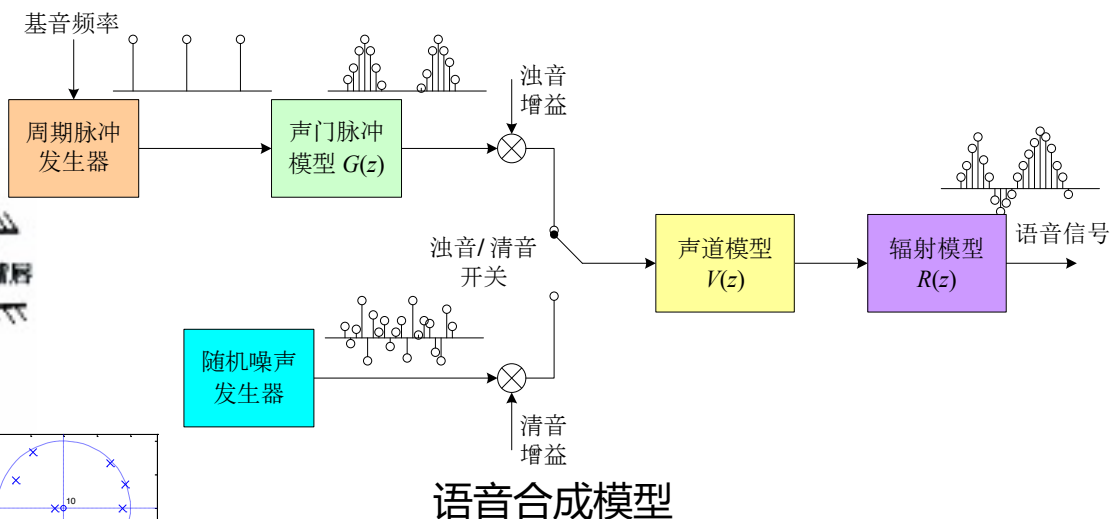 基音频率
周期脉冲
发生器
声门脉冲
模型 G(z)
浊音
增益
浊音/清音
开关
声道模型
V(z)
辐射模型
R(z)
语音信号
随机噪声
发生器
清音
增益
10
语音合成模型